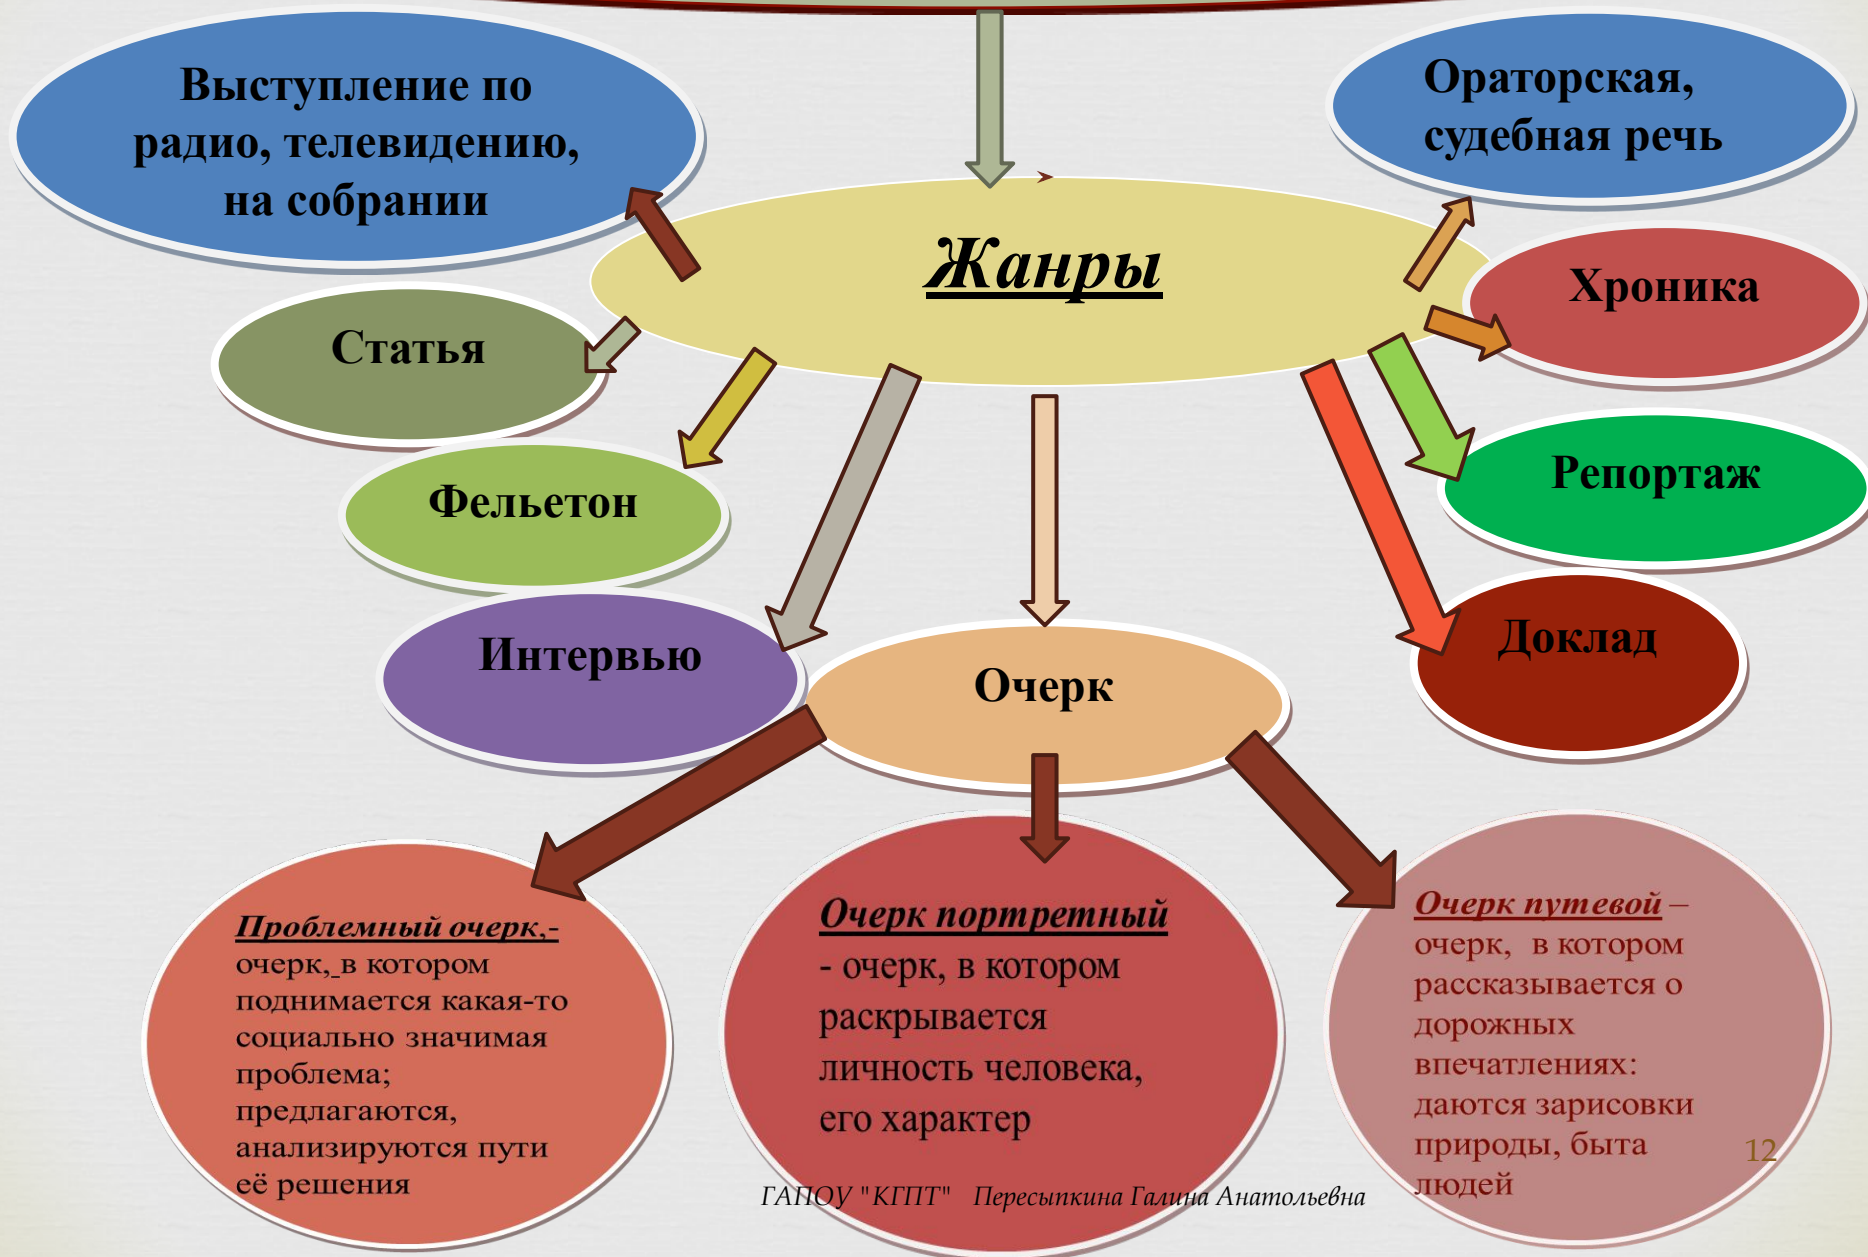 Выступление по
радио, телевидению,
на собрании
Ораторская,
судебная речь
Жанры
Хроника
Статья
Репортаж
Фельетон
Интервью
Доклад
Очерк
Проблемный очерк,-
очерк, в котором
поднимается какая-то
социально значимая
проблема;
предлагаются,
анализируются пути
её решения
Очерк портретный
- очерк, в котором
раскрывается
личность человека,
его характер
Очерк путевой –
очерк, в котором
рассказывается о
дорожных
впечатлениях:
даются зарисовки
природы, быта
людей
12
ГАПОУ "КГПТ" Пересыпкина Галина Анатольевна